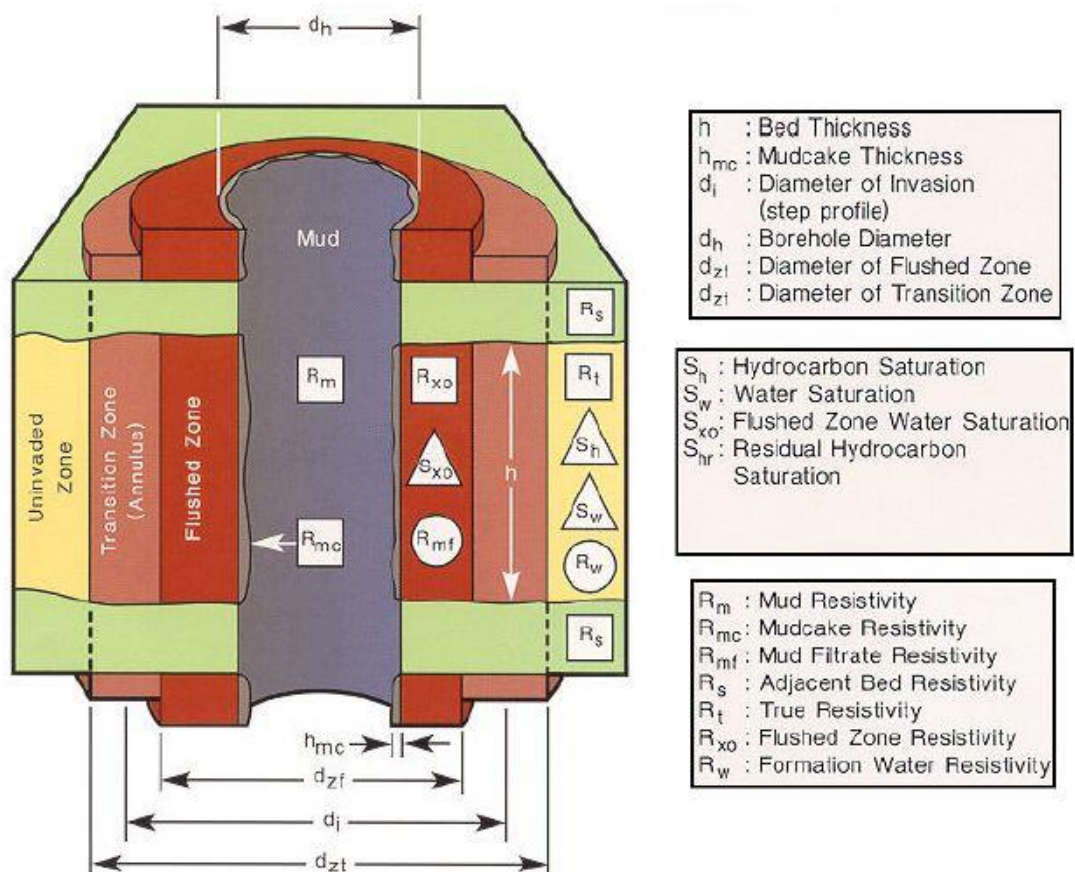 dh
Mud
Rs
Rm
Rxo
Rt
Sxo
h
Sh
Sw
Rmc
Rmf
Rw
Rs
Uninvaded
Zone
Transition Zone
(Annulus)
Flushed Zone
hmc
dzf
di
dzt
h : Bed Thickness
hmc : Mudcake Thickness
di : Diameter of Invasion
(step profile)
dh : Borehole Diameter
dzf : Diameter of Flushed Zone
dzt : Diameter of Transition Zone
Sh : Hydrocarbon Saturation
Sw : Water Saturation
Sxo : Flushed Zone Water Saturation
Shr : Residual Hydrocarbon
Saturation
Rm : Mud Resistivity
Rmc : Mudcake Resistivity
Rmf : Mud Filtrate Resistivity
Rs : Adjacent Bed Resistivity
Rt : True Resistivity
Rxo : Flushed Zone Resistivity
Rw : Formation Water Resistivity